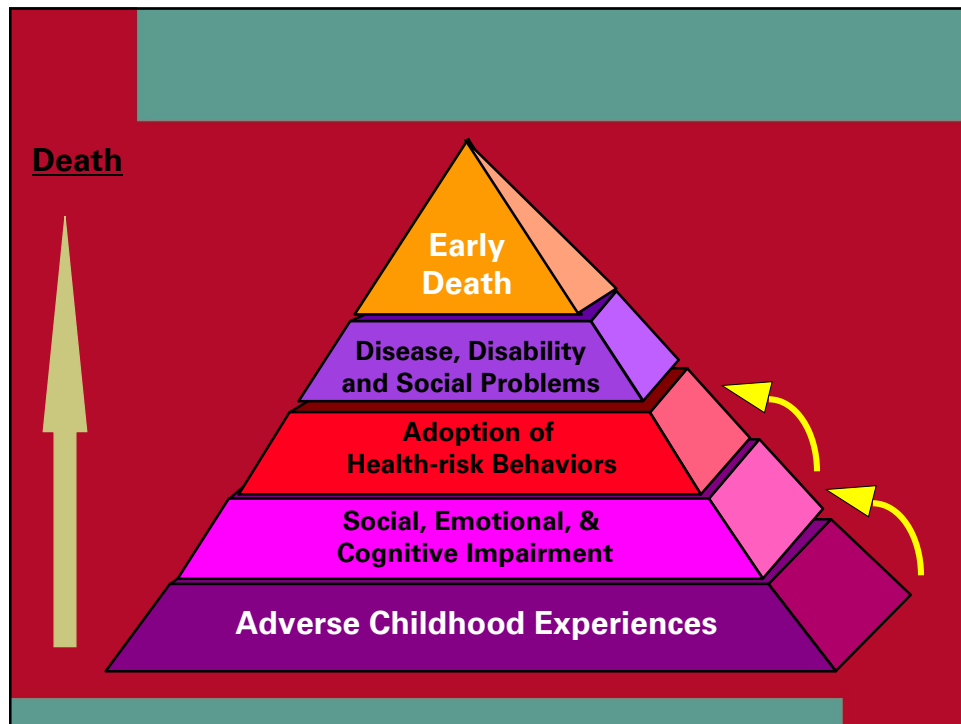 Death
Early
Death
Disease, Disability
and Social Problems
Adoption of
Health-risk Behaviors
Social, Emotional, &
Cognitive Impairment
Adverse Childhood Experiences